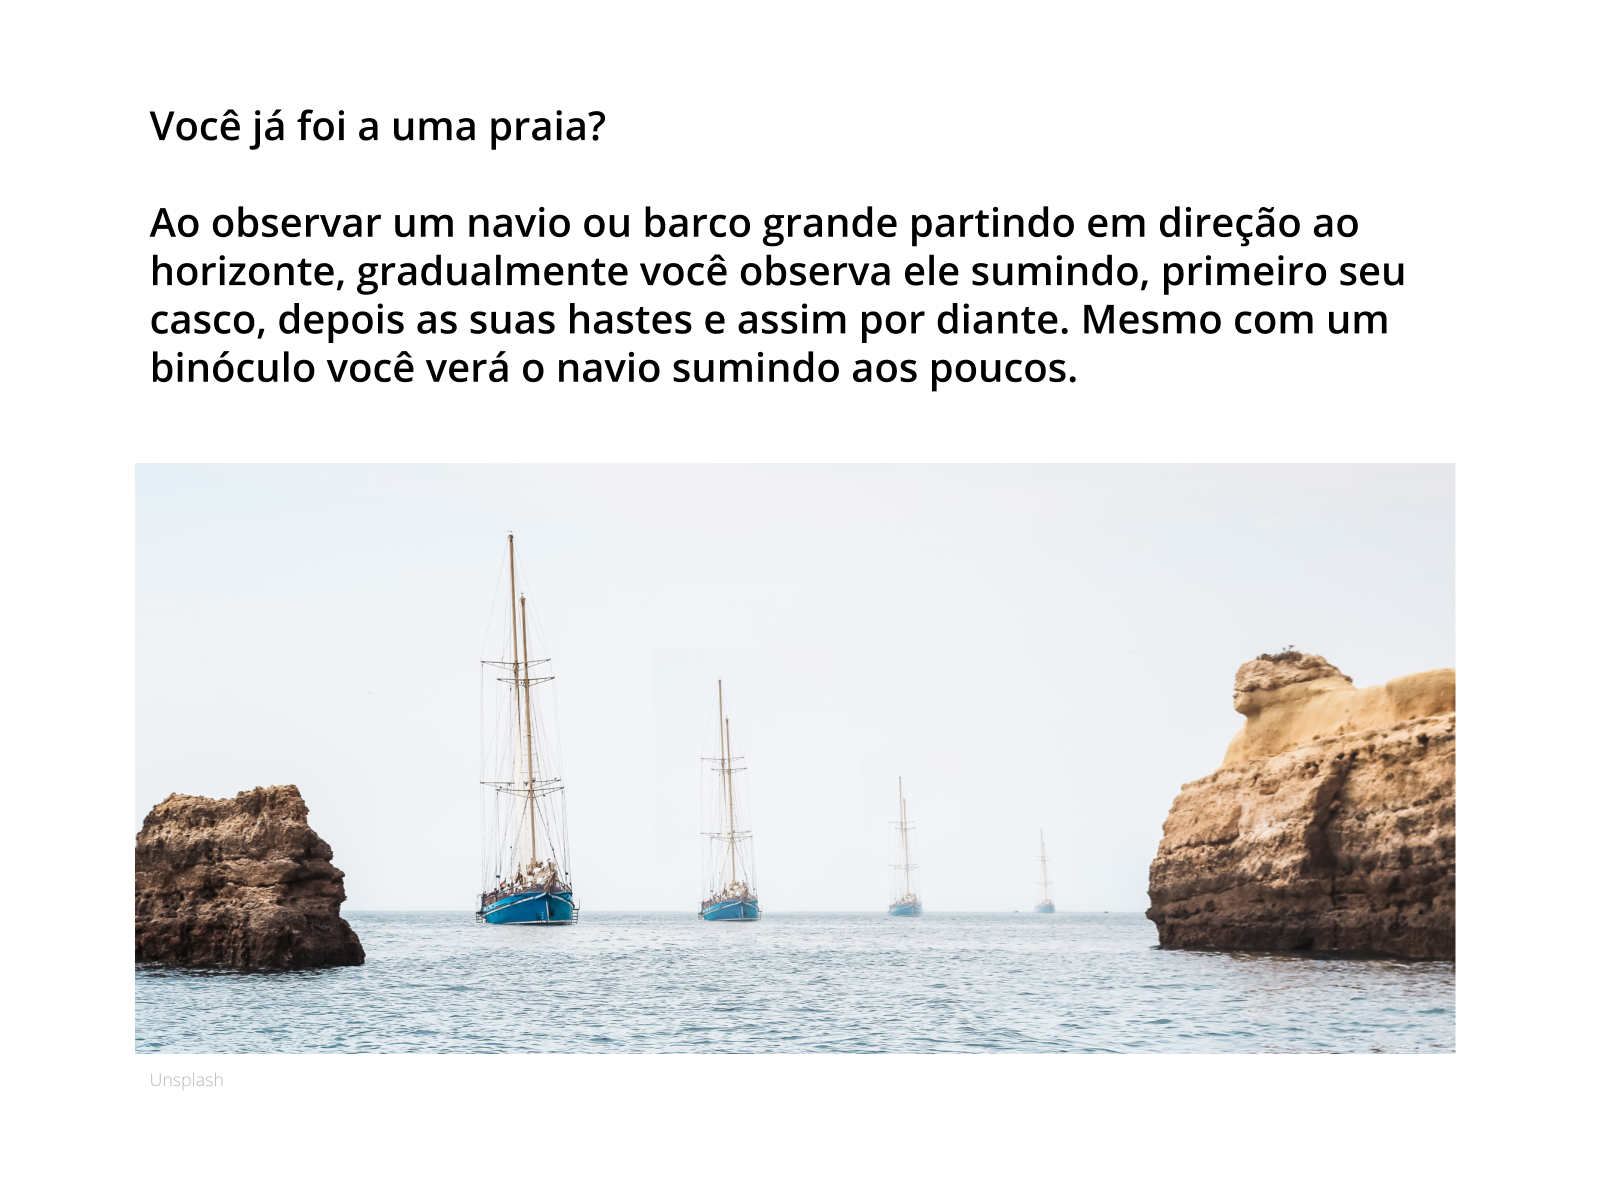 Você já foi a uma praia?
Ao observar um navio ou barco grande partindo em direção ao
horizonte, gradualmente você observa ele sumindo, primeiro seu
casco, depois as suas hastes e assim por diante. Mesmo com um
binóculo você verá o navio sumindo aos poucos.
Unsplash